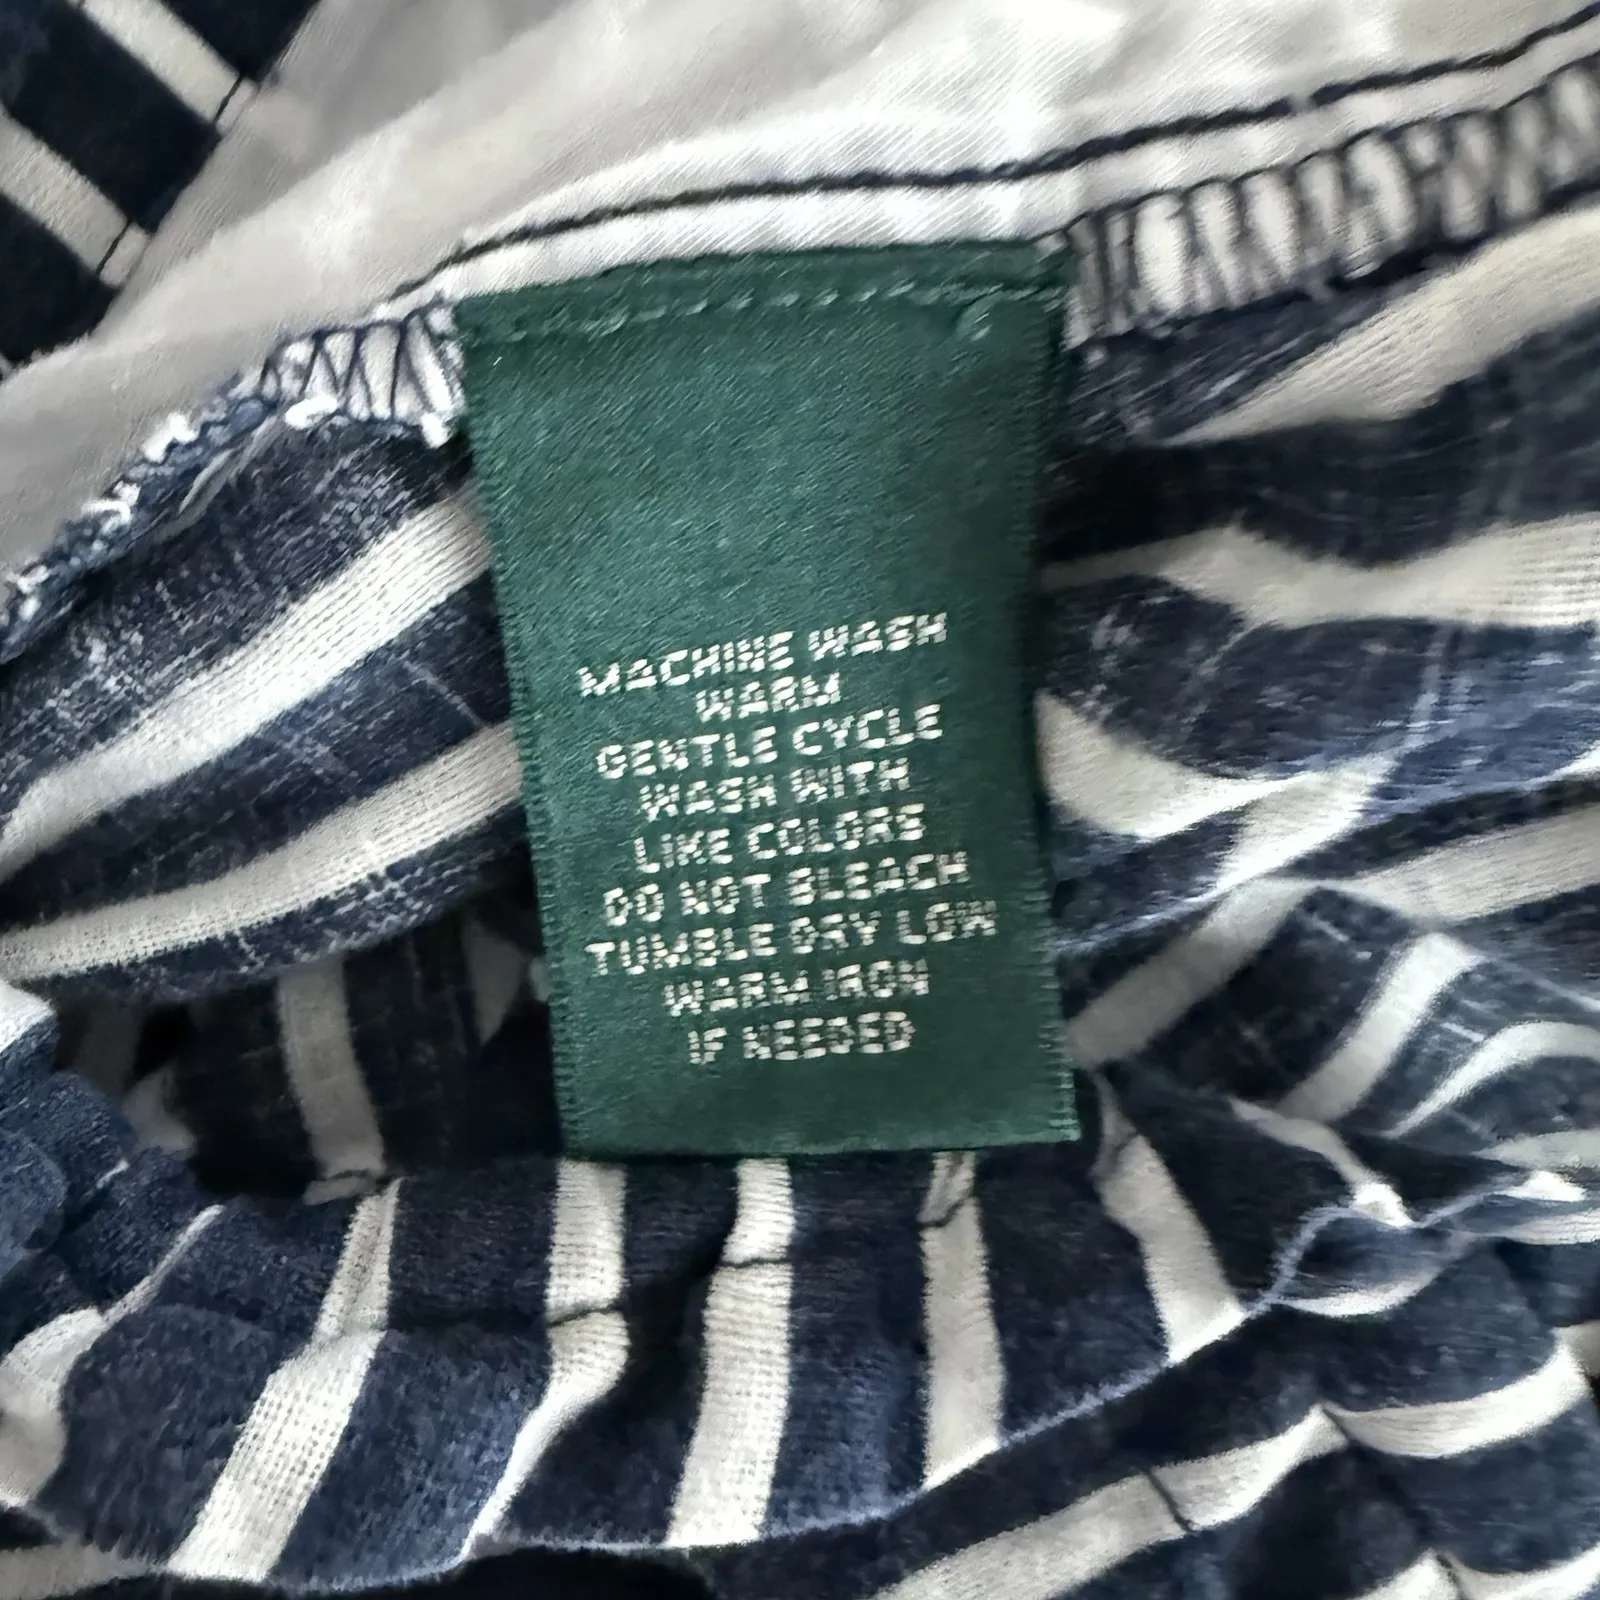 MACHINE WASH
WARM
GENTLE CYCLE
WASH WITH
LIKE COLORS
DO NOT BLEACH
TUMBLE DRY LOW
WARM IRON
IF NEEDED